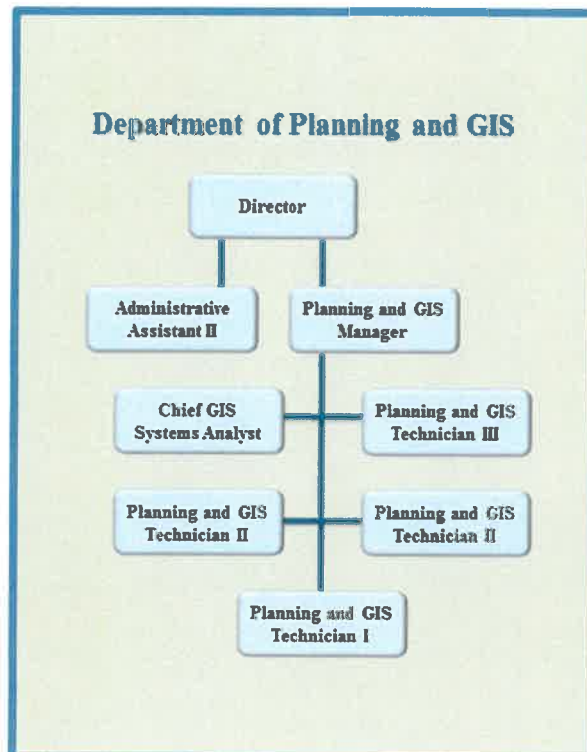 Department of Planning and GIS
Director
Administrative
Assistant II
Planning and GIS
Manager
Chief GIS
Systems Analyst
Planning and GIS
Technician III
Planning and GIS
Technician II
Planning and GIS
Technician II
Planning and GIS
Technician I